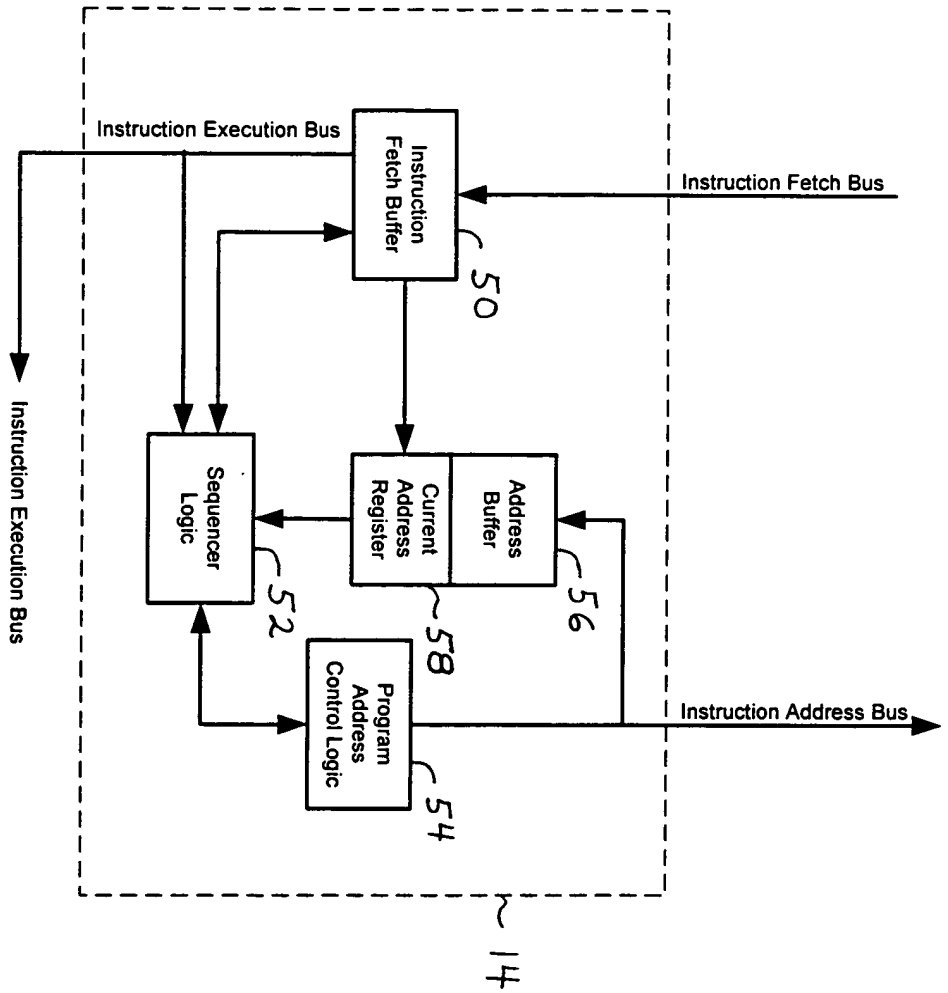 Instruction Execution Bus
Instruction
Fetch Buffer
50
Instruction Fetch Bus
Instruction Execution Bus
Sequencer
Logic
52
Current
Address
Register
58
Address
Buffer
56
Program
Address
Control Logic
54
Instruction Address Bus
14